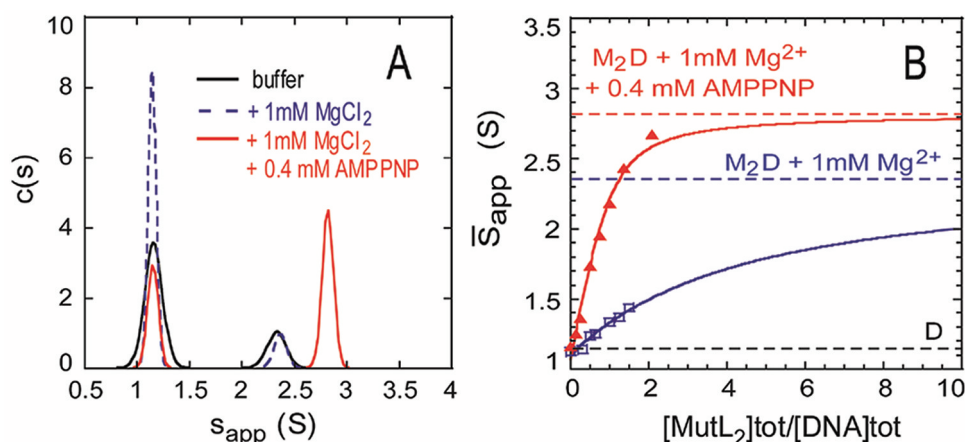 A
buffer
+ 1mM MgCl2
+ 1mM MgCl2
+ 0.4 mM AMPPNP
c(s)
10
8
6
4
2
0
0.5 1 1.5 2 2.5 3 3.5 4
sapp (S)
B
M2D + 1mM Mg2+
+ 0.4 mM AMPPNP
M2D + 1mM Mg2+
D
S̅app (S)
3.5
3
2.5
2
1.5
1
0 2 4 6 8 10
[MutL2]tot/[DNA]tot